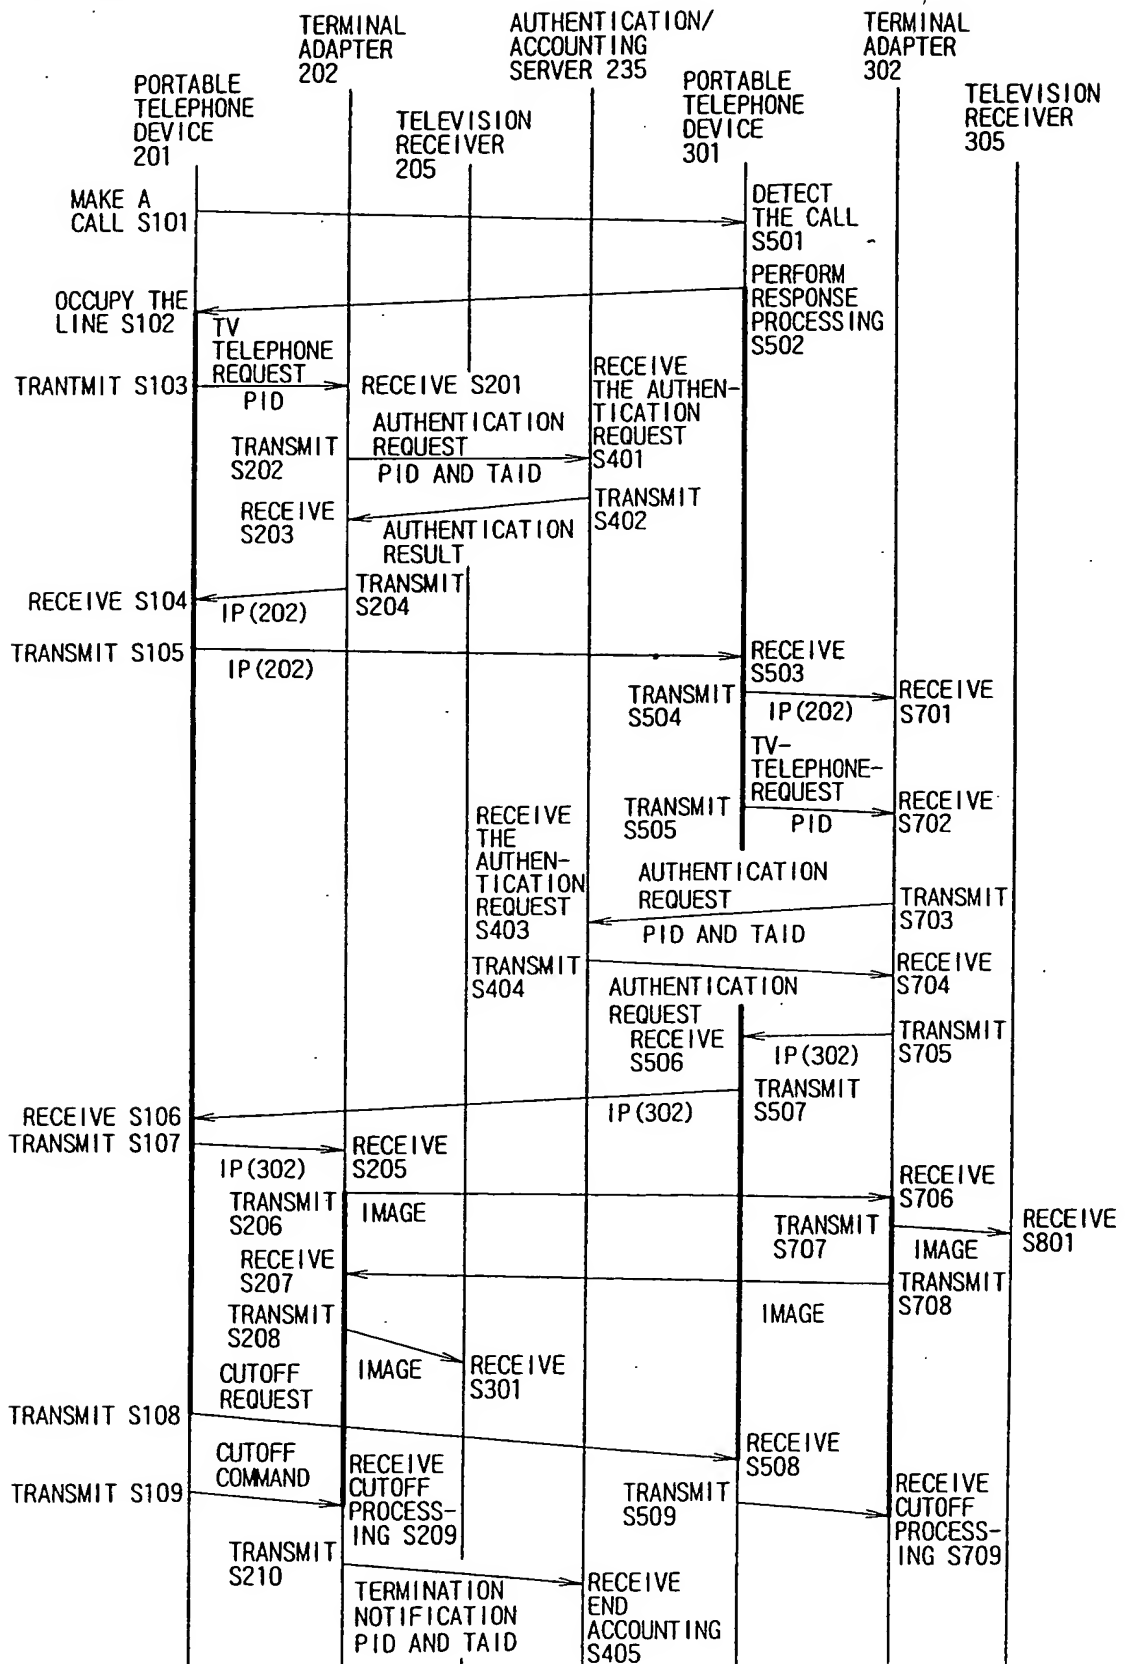 TERMINAL
ADAPTER
202
AUTHENTICATION/
ACCOUNTING
SERVER 235
TERMINAL
ADAPTER
302
PORTABLE
TELEPHONE
DEVICE
201
TELEVISION
RECEIVER
205
PORTABLE
TELEPHONE
DEVICE
301
TELEVISION
RECEIVER
305
MAKE A
CALL S101
DETECT
THE CALL
S501
PERFORM
RESPONSE
PROCESSING
S502
OCCUPY THE
LINE S102
TV
TELEPHONE
REQUEST
PID
TRANTMIT S103
RECEIVE S201
RECEIVE
THE AUTHEN-
TICATION
REQUEST
S401
AUTHENTICATION
REQUEST
PID AND TAID
TRANSMIT
S202
TRANSMIT
S402
RECEIVE
S203
AUTHENTICATION
RESULT
TRANSMIT
S204
RECEIVE S104
IP(202)
TRANSMIT S105
IP(202)
RECEIVE
S503
TRANSMIT
S504
IP(202)
RECEIVE
S701
TV-
TELEPHONE-
REQUEST
PID
TRANSMIT
S505
RECEIVE
S702
RECEIVE
THE
AUTHEN-
TICATION
REQUEST
S403
AUTHENTICATION
REQUEST
PID AND TAID
TRANSMIT
S703
TRANSMIT
S404
RECEIVE
S704
AUTHENTICATION
REQUEST
RECEIVE
S506
IP(302)
TRANSMIT
S705
TRANSMIT
S507
IP(302)
RECEIVE S106
TRANSMIT S107
IP(302)
RECEIVE
S205
TRANSMIT
S206
IMAGE
RECEIVE
S706
TRANSMIT
S707
IMAGE
RECEIVE
S801
RECEIVE
S207
TRANSMIT
S708
IMAGE
TRANSMIT
S208
IMAGE
RECEIVE
S301
CUTOFF
REQUEST
TRANSMIT S108
RECEIVE
S508
CUTOFF
COMMAND
TRANSMIT S109
RECEIVE
CUTOFF
PROCESS-
ING S209
TRANSMIT
S509
RECEIVE
CUTOFF
PROCESS-
ING S709
TRANSMIT
S210
TERMINATION
NOTIFICATION
PID AND TAID
RECEIVE
END
ACCOUNTING
S405